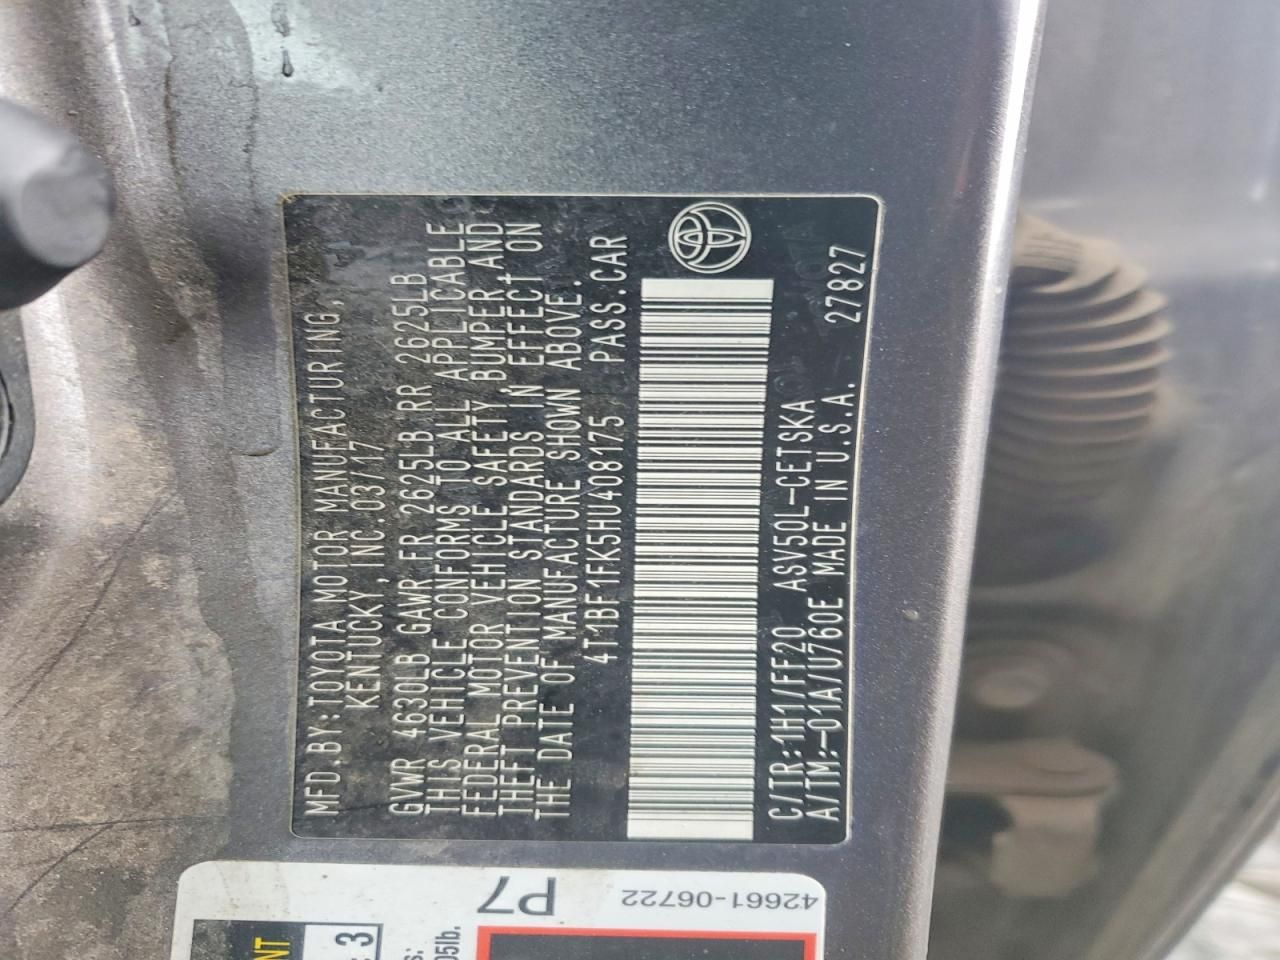 MFD.BY:TOYOTA MOTOR MANUFACTURING,
KENTUCKY, INC.03/17
GVWR 4630LB GAWR FR 2625LB RR 2625LB
THIS VEHICLE CONFORMS TO ALL APPLICABLE
FEDERAL MOTOR VEHICLE SAFETY BUMPER, AND
THEFT PREVENTION STANDARDS IN EFFECT ON
THE DATE OF MANUFACTURE SHOWN ABOVE.
4T1BF1FK5HU408175 PASS.CAR
C/TR:1H1/FF20 ASV50L-CETSKA
A/TM:-01A/U760E MADE IN U.S.A. 27827
42661-06722
P7
3